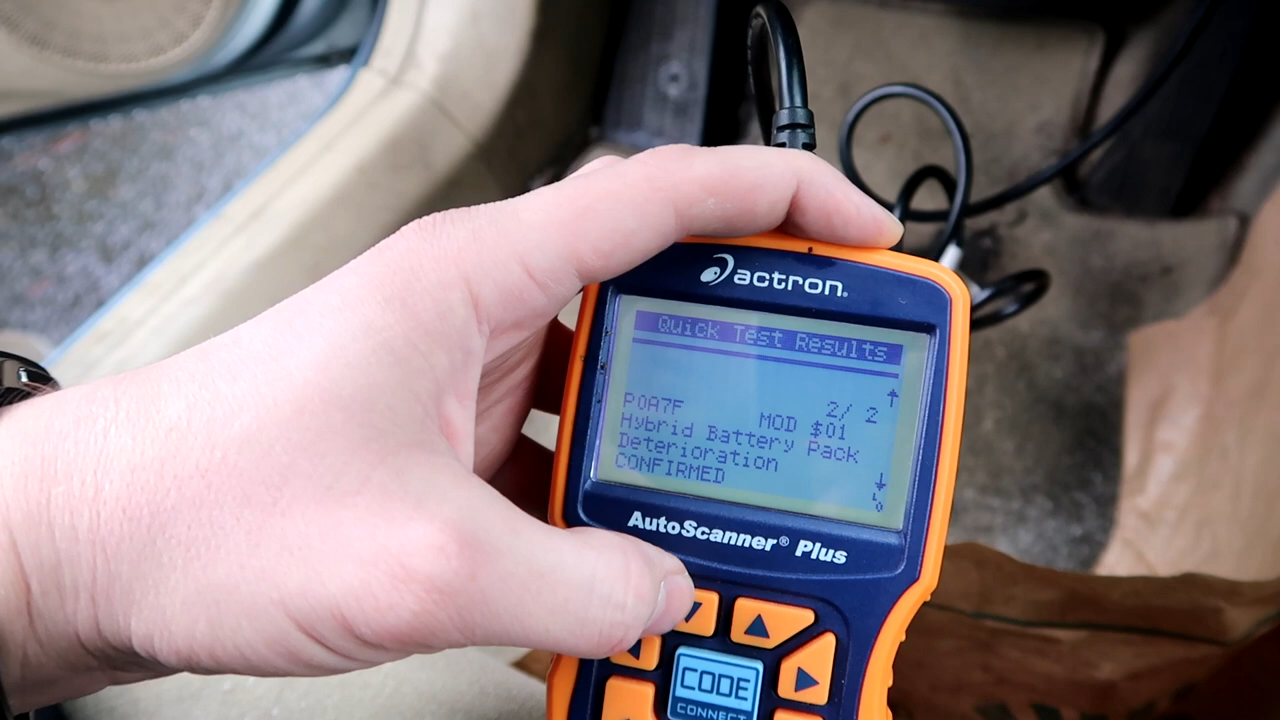 actron®
Quick Test Results
2/ 2
P0A7F MOD $01
Hybrid Battery Pack
Deterioration
CONFIRMED
AutoScanner® Plus
CODE
CONNECT